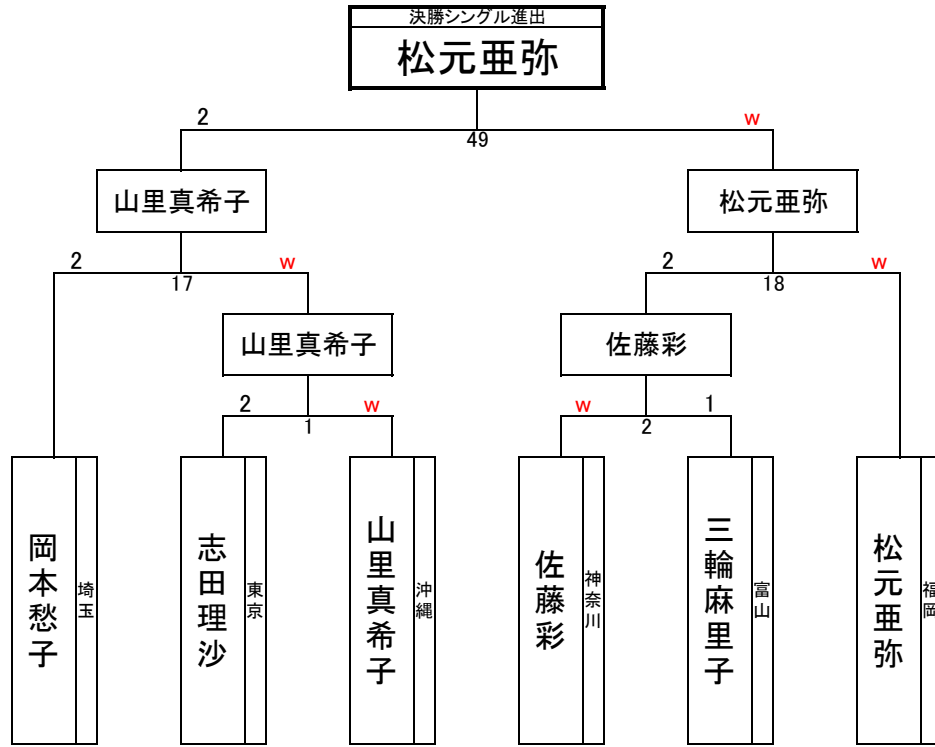 決勝シングル進出
松元亜弥
2
w
49
山里真希子
松元亜弥
2
w
2
w
17
18
山里真希子
佐藤彩
2
w
w
1
1
2
岡本愁子
埼玉
志田理沙
東京
山里真希子
沖縄
佐藤彩
神奈川
三輪麻里子
富山
松元亜弥
福岡